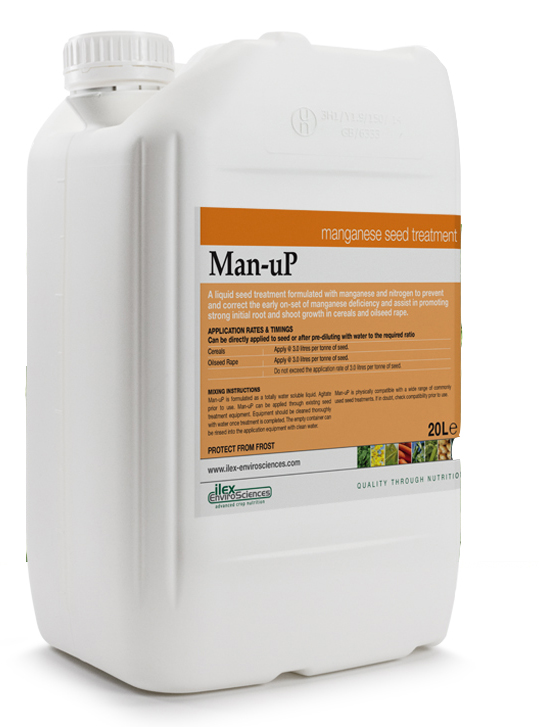 manganese seed treatment
Man-uP
A liquid seed treatment formulated with manganese and nitrogen to prevent
and correct the early on-set of manganese deficiency and assist in promoting
strong initial root and shoot growth in cereals and oilseed rape.
APPLICATION RATES & TIMINGS
Can be directly applied to seed or after pre-diluting with water to the required ratio
Cereals Apply @ 3.0 litres per tonne of seed.
Oilseed Rape Apply @ 3.0 litres per tonne of seed.
Do not exceed the application rate of 3.0 litres per tonne of seed.
MIXING INSTRUCTIONS
Man-uP is formulated as a totally water soluble liquid. Agitate
prior to use. Man-uP can be applied through existing seed
treatment equipment. Equipment should be cleaned thoroughly
with water once treatment is completed. The empty container can
be rinsed into the application equipment with clean water.
Man-uP is physically compatible with a wide range of commonly
used seed treatments. If in doubt, check compatibility prior to use.
20L℮
PROTECT FROM FROST
www.ilex-envirosciences.com
ilex
EnviroSciences
advanced crop nutrition
QUALITY THROUGH NUTRITIO